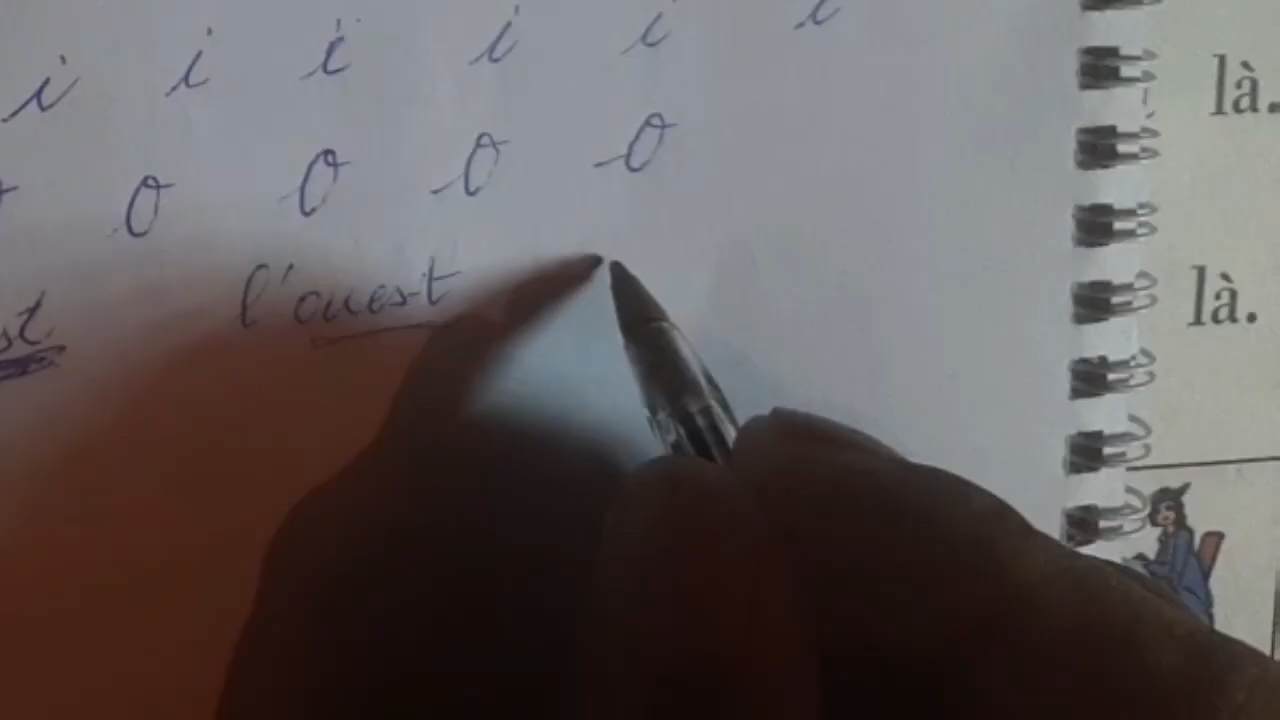 i i i i i i
o o o o
l'ouest
là.
là.